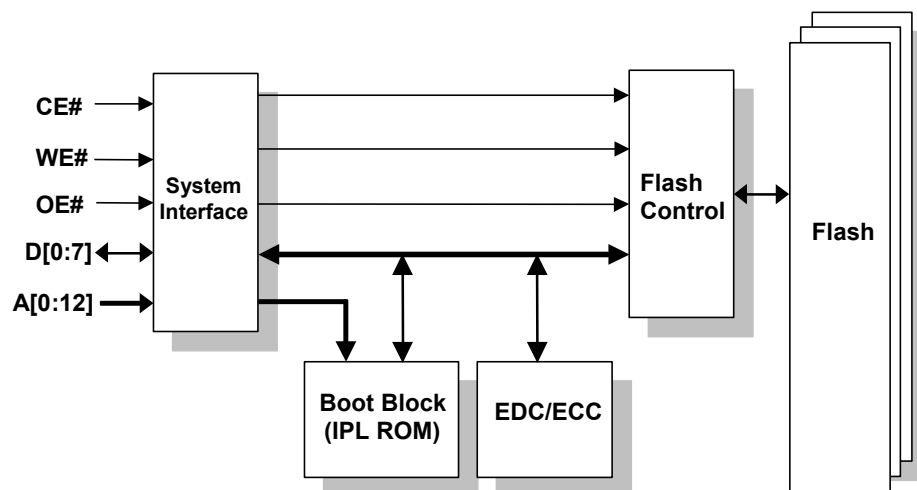 CE#
WE#
OE#
D[0:7]
A[0:12]
System
Interface
Boot Block
(IPL ROM)
EDC/ECC
Flash
Control
Flash